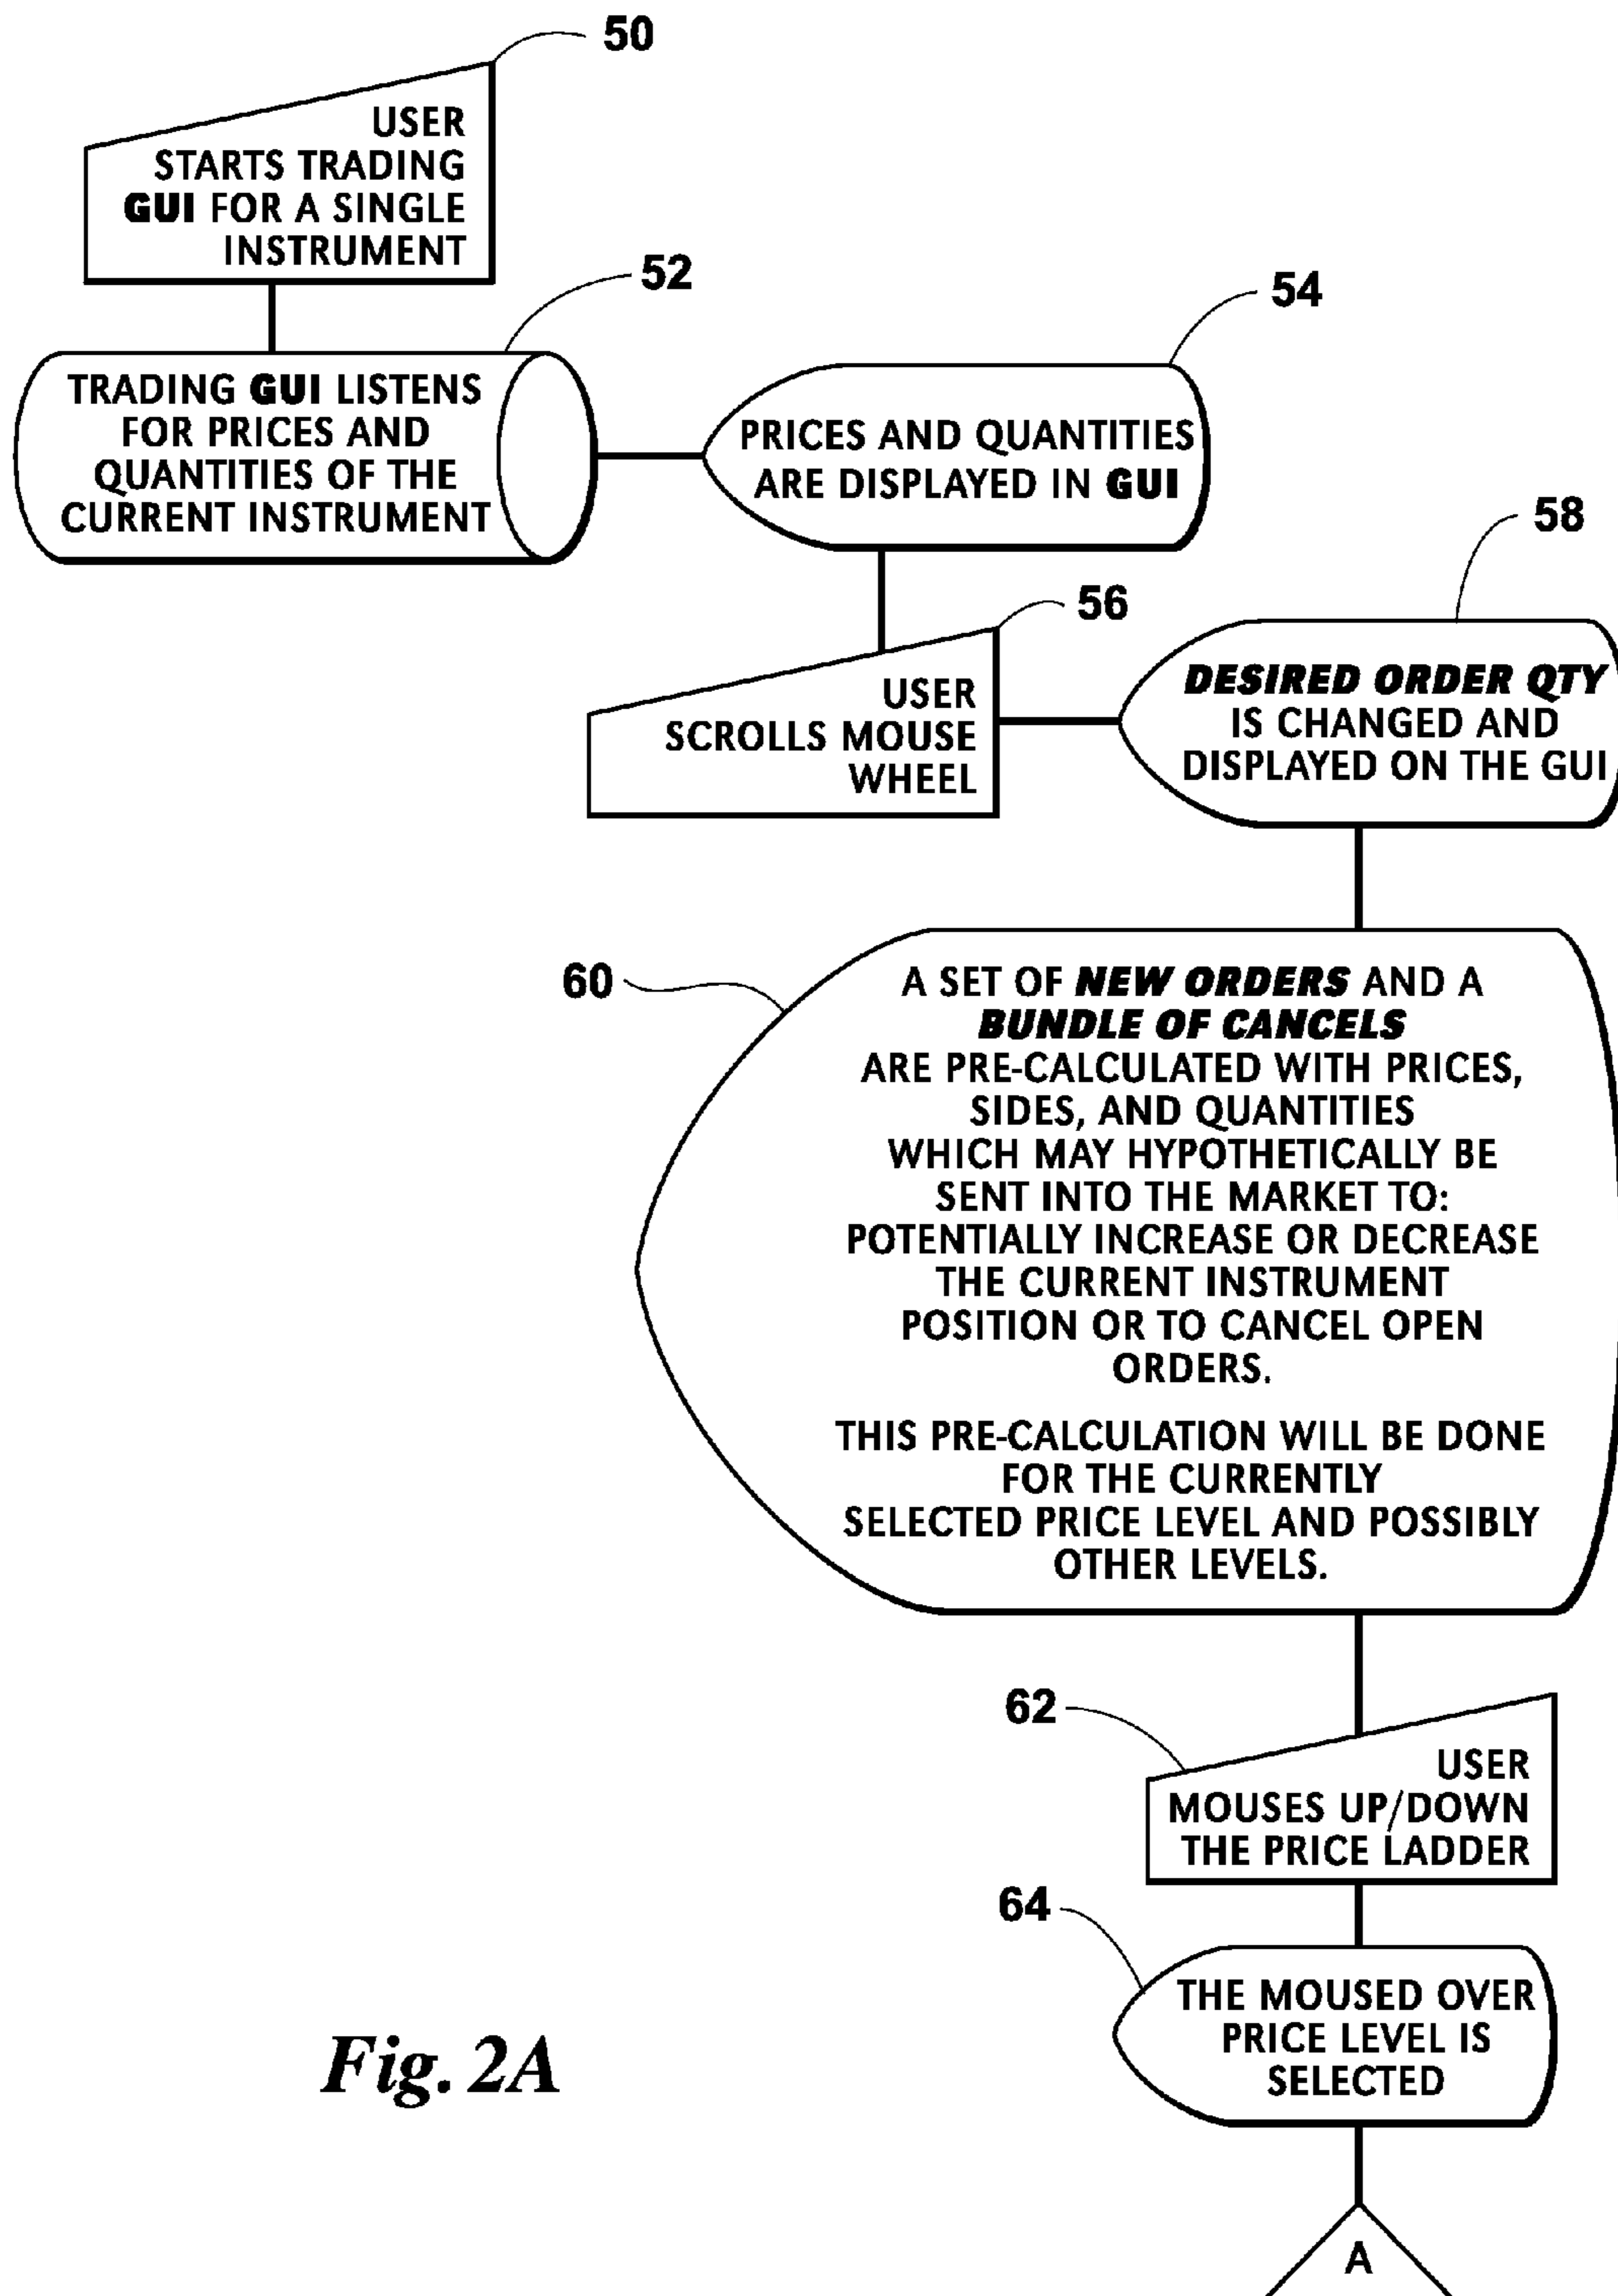 50
USER
STARTS TRADING
GUI FOR A SINGLE
INSTRUMENT
52
TRADING GUI LISTENS
FOR PRICES AND
QUANTITIES OF THE
CURRENT INSTRUMENT
54
PRICES AND QUANTITIES
ARE DISPLAYED IN GUI
56
USER
SCROLLS MOUSE
WHEEL
58
DESIRED ORDER QTY
IS CHANGED AND
DISPLAYED ON THE GUI
60
A SET OF NEW ORDERS AND A
BUNDLE OF CANCELS
ARE PRE-CALCULATED WITH PRICES,
SIDES, AND QUANTITIES
WHICH MAY HYPOTHETICALLY BE
SENT INTO THE MARKET TO:
POTENTIALLY INCREASE OR DECREASE
THE CURRENT INSTRUMENT
POSITION OR TO CANCEL OPEN
ORDERS.
THIS PRE-CALCULATION WILL BE DONE
FOR THE CURRENTLY
SELECTED PRICE LEVEL AND POSSIBLY
OTHER LEVELS.
62
USER
MOUSES UP/DOWN
THE PRICE LADDER
64
THE MOUSED OVER
PRICE LEVEL IS
SELECTED
A
Fig. 2A